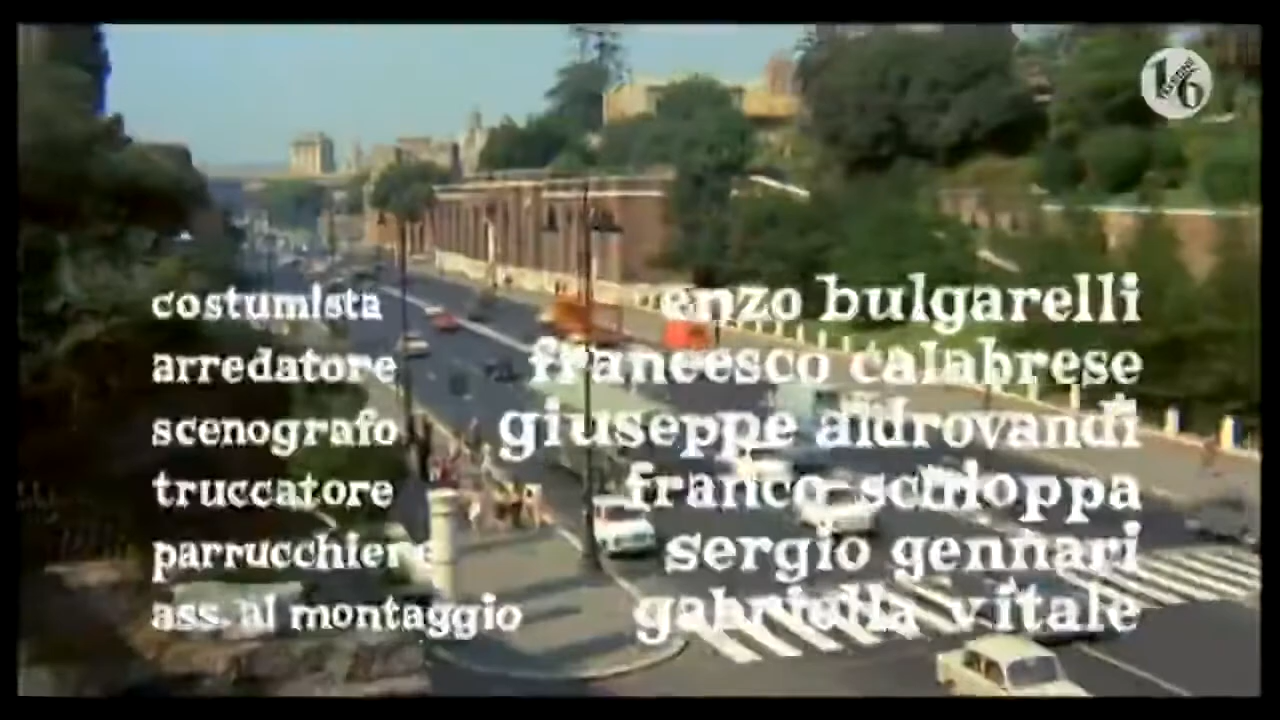 costumista enzo bulgarelli
arredatore francesco calabrese
scenografo giuseppe aldrovandi
truccatore franco schioppa
parrucchiere sergio gennari
ass. al montaggio gabriella vitale